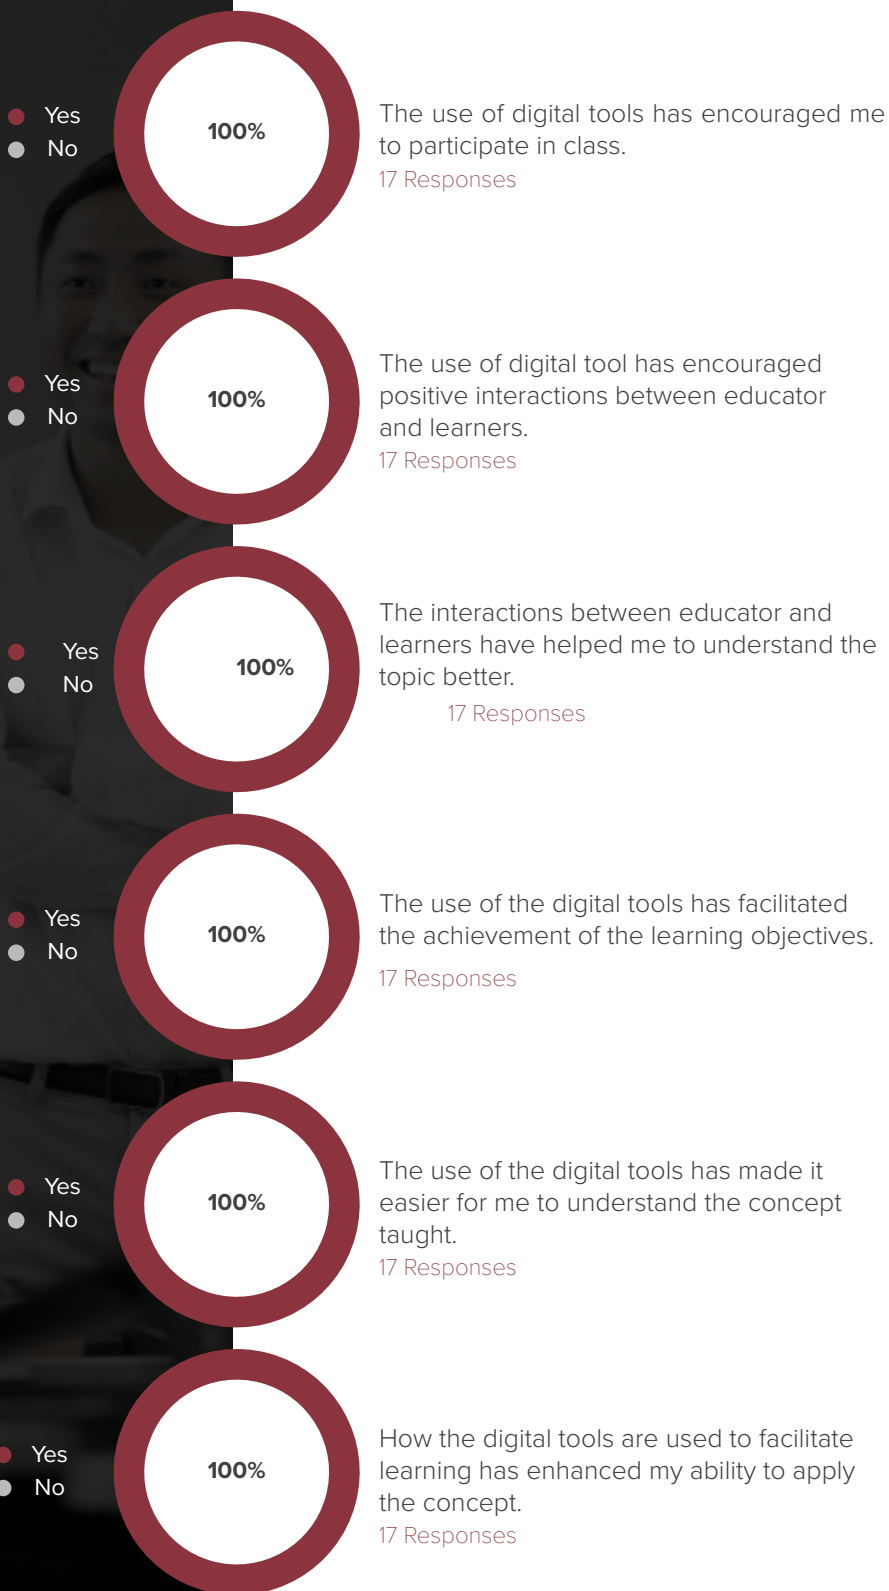 Yes
No
100%
The use of digital tools has encouraged me
to participate in class.
17 Responses
Yes
No
100%
The use of digital tool has encouraged
positive interactions between educator
and learners.
17 Responses
Yes
No
100%
The interactions between educator and
learners have helped me to understand the
topic better.
17 Responses
Yes
No
100%
The use of the digital tools has facilitated
the achievement of the learning objectives.
17 Responses
Yes
No
100%
The use of the digital tools has made it
easier for me to understand the concept
taught.
17 Responses
Yes
No
100%
How the digital tools are used to facilitate
learning has enhanced my ability to apply
the concept.
17 Responses